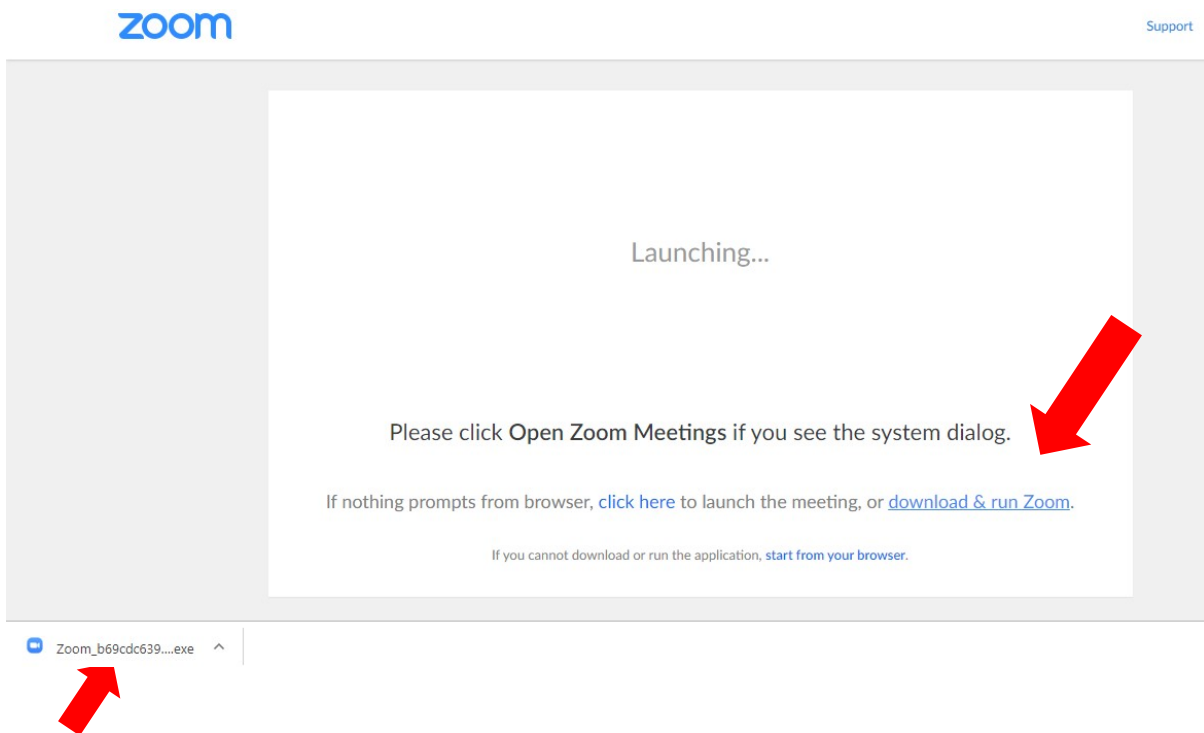 zoom
Support
Launching...
Please click Open Zoom Meetings if you see the system dialog.
If nothing prompts from browser, click here to launch the meeting, or download & run Zoom.
If you cannot download or run the application, start from your browser.
Zoom_b69cdc639....exe